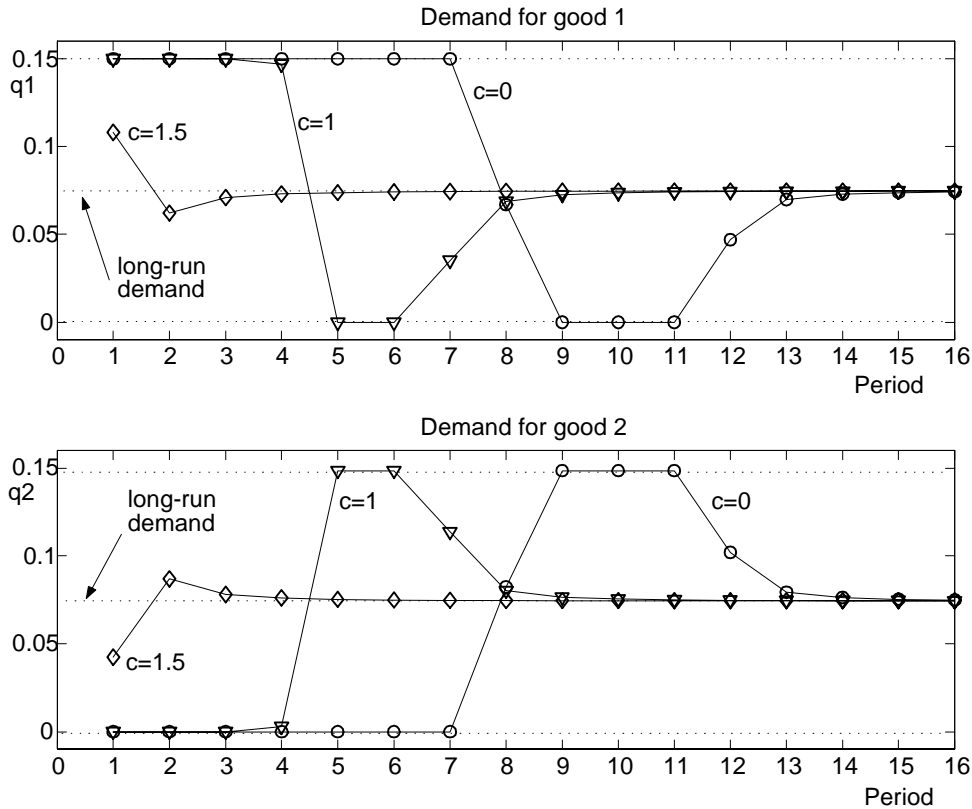 Demand for good 1
0.15
q1
c=0
c=1
c=1.5
0.1
0.05
long-run
demand
0
0 1 2 3 4 5 6 7 8 9 10 11 12 13 14 15 16
Period
Demand for good 2
0.15
q2
long-run
demand
c=1
c=0
0.1
0.05
c=1.5
0
0 1 2 3 4 5 6 7 8 9 10 11 12 13 14 15 16
Period